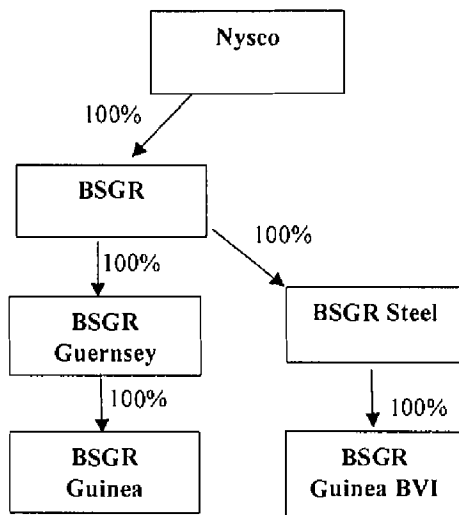 Nysco
100%
BSGR
100%
100%
BSGR
Guernsey
BSGR Steel
100%
100%
BSGR
Guinea
BSGR
Guinea BVI